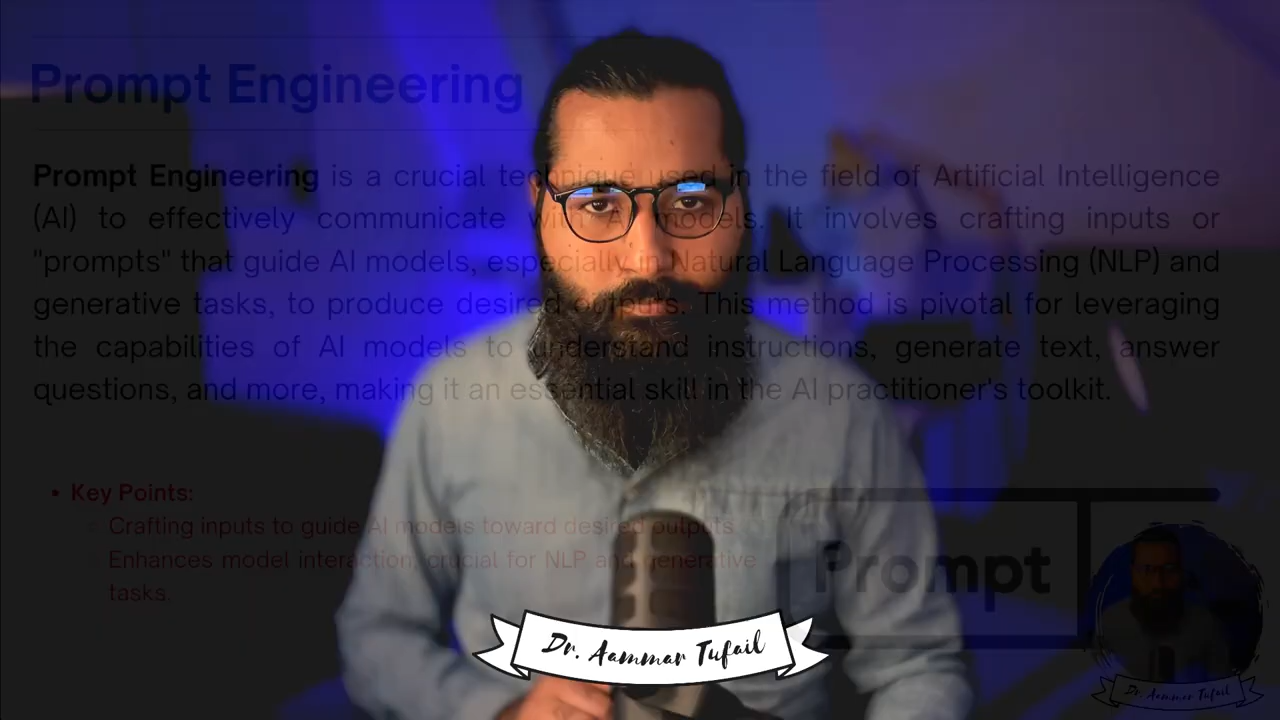 Prompt Engineering
Prompt Engineering is a crucial technique used in the field of Artificial Intelligence
(AI) to effectively communicate with AI models. It involves crafting inputs or
"prompts" that guide AI models, especially in Natural Language Processing (NLP) and
generative tasks, to produce desired outputs. This method is pivotal for leveraging
the capabilities of AI models to understand instructions, generate text, answer
questions, and more, making it an essential skill in the AI practitioner's toolkit.
• Key Points:
○ Crafting inputs to guide AI models toward desired outputs
○ Enhances model interaction, crucial for NLP and generative
tasks.
Prompt
Dr. Aammar Tufail
Dr. Aammar Tufail